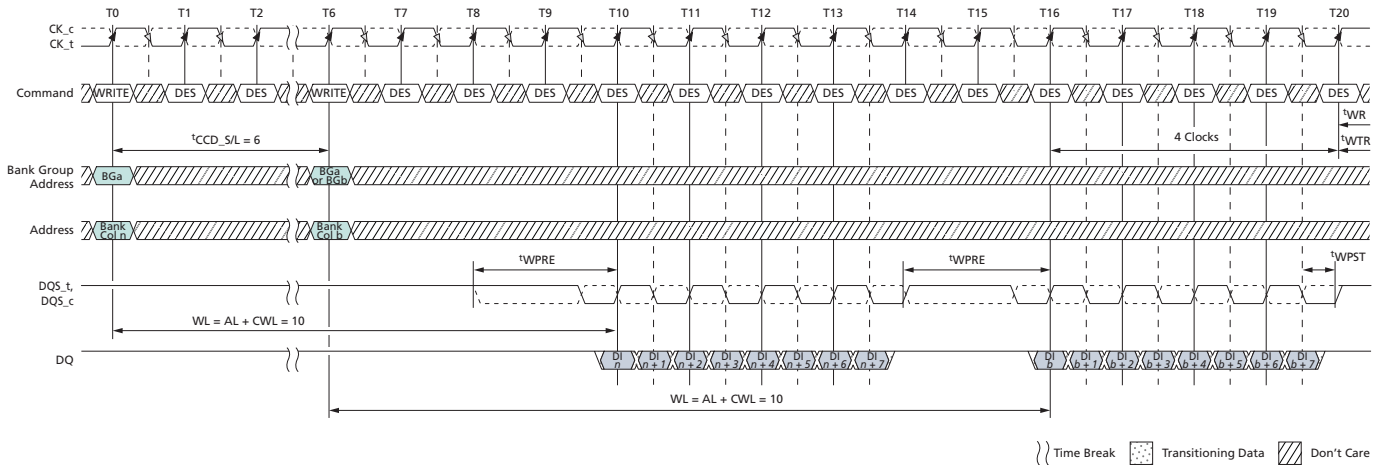 T0 T1 T2 T6 T7 T8 T9 T10 T11 T12 T13 T14 T15 T16 T17 T18 T19 T20
CK_c
CK_t
Command WRITE DES DES WRITE DES DES DES DES DES DES DES DES DES DES DES DES DES DES
tWR
4 Clocks
tCCD_S/L = 6
tWTR
Bank Group
Address
BGa
BGa
or BGb
Address
Bank
Col n
Bank
Col b
tWPRE tWPRE tWPST
DQS_t,
DQS_c
WL = AL + CWL = 10
DQ
DI
n
DI
n + 1
DI
n + 2
DI
n + 3
DI
n + 4
DI
n + 5
DI
n + 6
DI
n + 7
DI
b
DI
b + 1
DI
b + 2
DI
b + 3
DI
b + 4
DI
b + 5
DI
b + 6
DI
b + 7
WL = AL + CWL = 10
Time Break Transitioning Data Don't Care